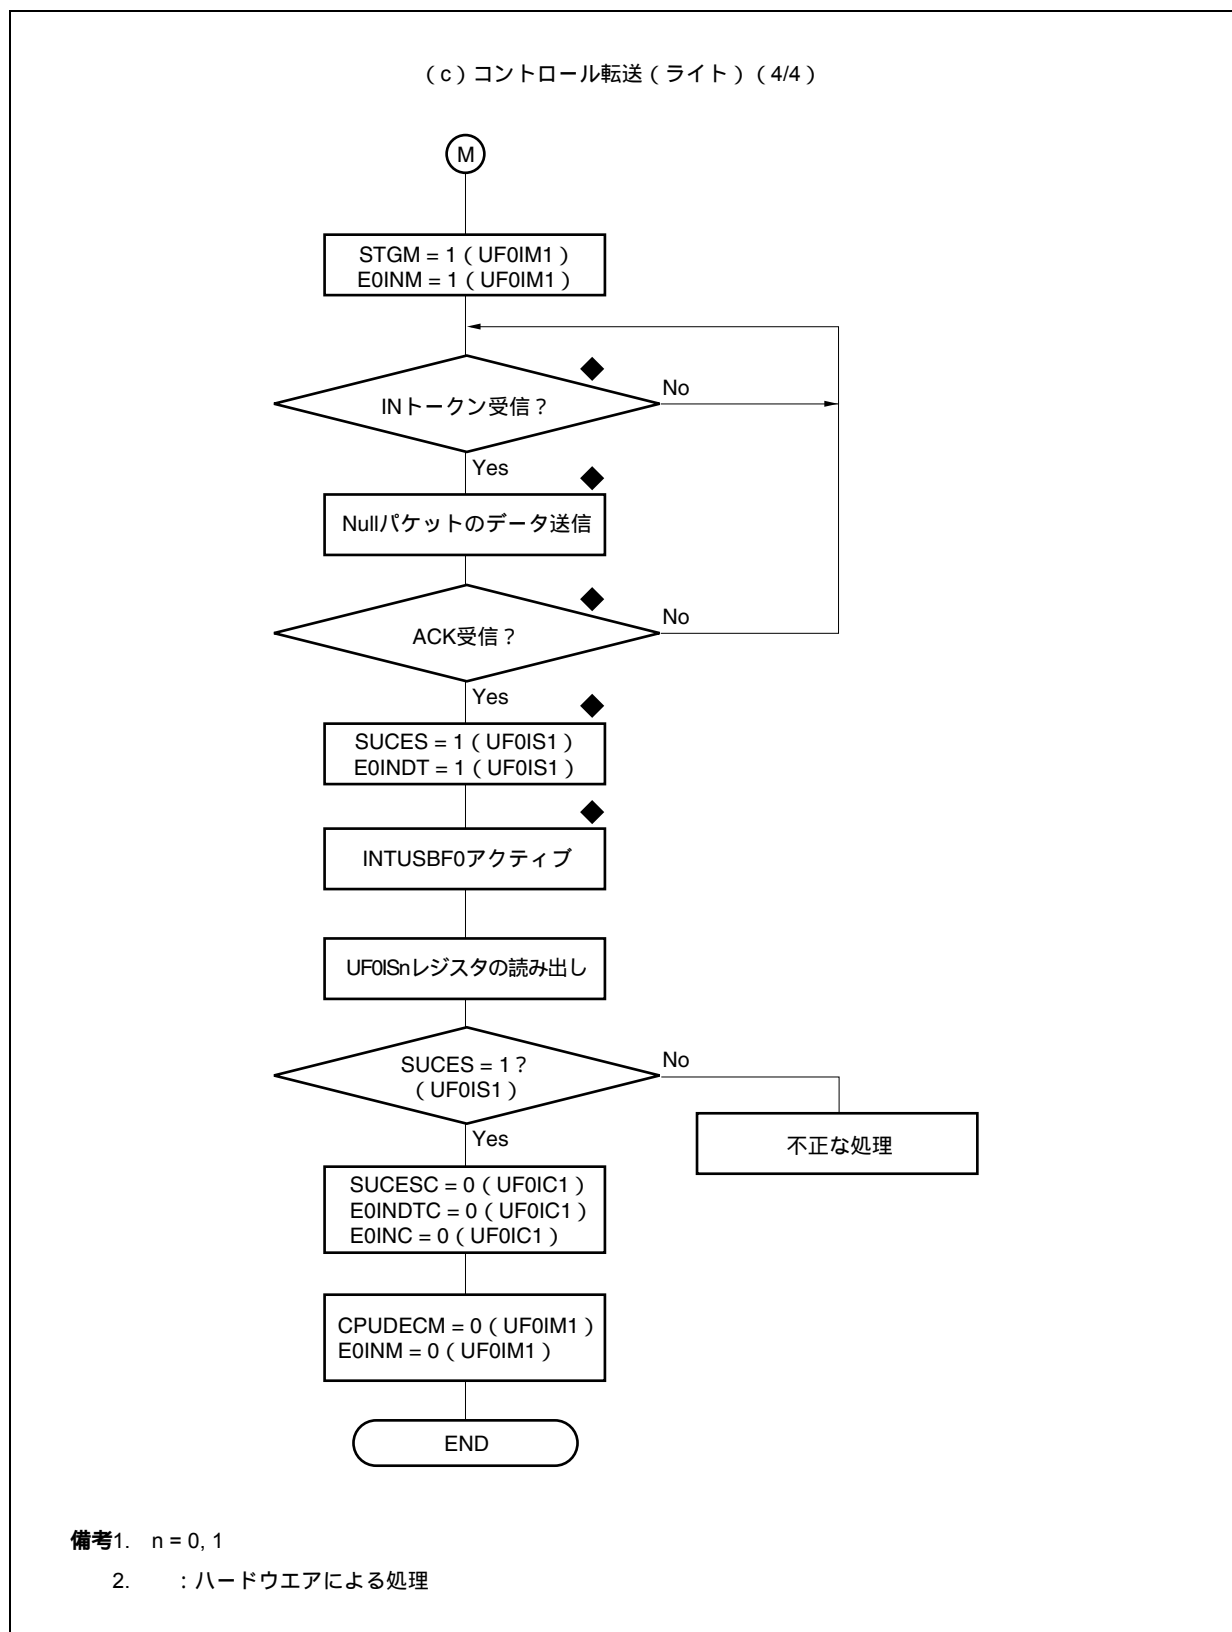 （c）コントロール転送（ライト）（4/4）
M
STGM = 1（UF0IM1）
E0INM = 1（UF0IM1）
INトークン受信？
No
Yes
Nullパケットのデータ送信
ACK受信？
No
Yes
SUCES = 1（UF0IS1）
E0INDT = 1（UF0IS1）
INTUSBF0アクティブ
UF0ISnレジスタの読み出し
SUCES = 1？
（UF0IS1）
No
不正な処理
Yes
SUCESC = 0（UF0IC1）
E0INDTC = 0（UF0IC1）
E0INC = 0（UF0IC1）
CPUDECM = 0（UF0IM1）
E0INM = 0（UF0IM1）
END
備考1. n = 0, 1
2. ：ハードウエアによる処理